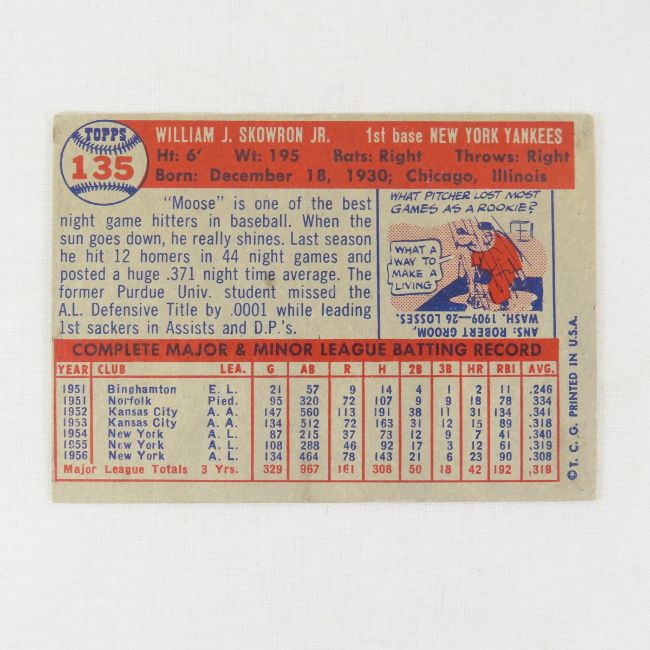 TOPPS
135
WILLIAM J. SKOWRON JR. 1st base NEW YORK YANKEES
Ht: 6' Wt: 195 Bats: Right Throws: Right
Born: December 18, 1930; Chicago, Illinois
"Moose" is one of the best
night game hitters in baseball. When the
sun goes down, he really shines. Last season
he hit 12 homers in 44 night games and
posted a huge .371 night time average. The
former Purdue Univ. student missed the
A.L. Defensive Title by .0001 while leading
1st sackers in Assists and D.P.'s.
WHAT PITCHER LOST MOST
GAMES AS A ROOKIE?
WHAT A
WAY TO
MAKE A
LIVING
ANS: ROBERT GROOM,
WASH. 1909-26-LOSSES.
COMPLETE MAJOR & MINOR LEAGUE BATTING RECORD
YEAR CLUB LEA. G AB R H 2B 3B HR RBI AVG.
1951 Binghamton E. L. 21 57 9 14 4 1 2 11 .246
1951 Norfolk Pied. 95 320 72 107 9 9 18 78 .334
1952 Kansas City A. A. 147 560 113 191 38 11 31 134 .341
1953 Kansas City A. A. 134 512 72 163 31 12 15 89 .318
1954 New York A. L. 87 215 37 73 12 9 7 41 .340
1955 New York A. L. 108 288 46 92 17 3 12 61 .319
1956 New York A. L. 134 464 78 143 21 6 23 90 .308
Major League Totals 3 Yrs. 329 967 161 308 50 18 42 192 .319
© T. C. G. PRINTED IN U.S.A.